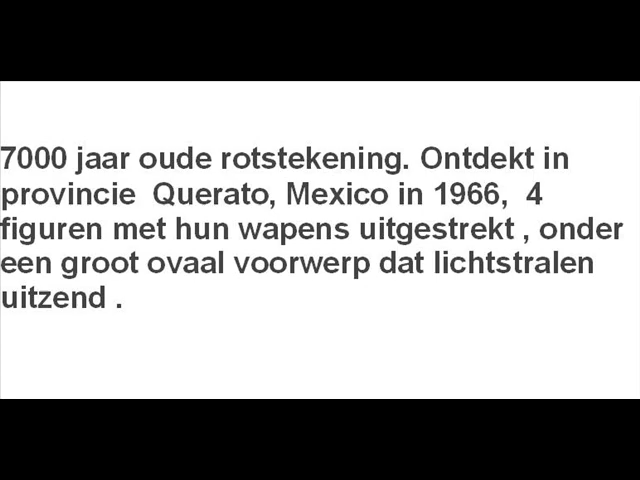 7000 jaar oude rotstekening. Ontdekt in
provincie  Querato, Mexico in 1966,  4
figuren met hun wapens uitgestrekt , onder
een groot ovaal voorwerp dat lichtstralen
uitzend .